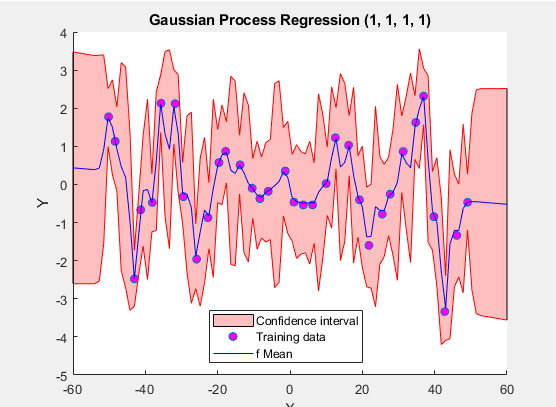 Gaussian Process Regression (1, 1, 1, 1)
4
3
2
1
0
-1
-2
-3
-4
-5
Y
Confidence interval
Training data
f Mean
-60 -40 -20 0 20 40 60